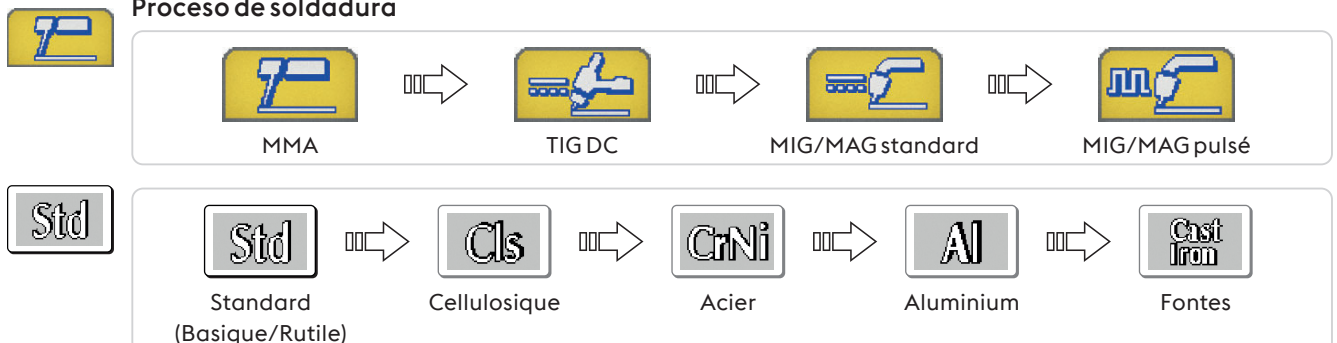 Proceso de soldadura
MMA
TIG DC
MIG/MAG standard
MIG/MAG pulsé
Std
Std
Cls
CrNi
Al
Cast
Iron
Standard
(Basique/Rutile)
Cellulosique
Acier
Aluminium
Fontes